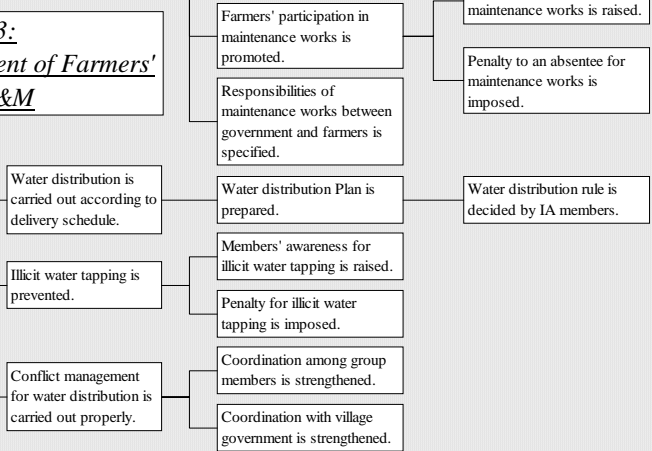 3:
ent of Farmers'
&M
Farmers' participation in
maintenance works is
promoted.
maintenance works is raised.
Penalty to an absentee for
maintenance works is
imposed.
Responsibilities of
maintenance works between
government and farmers is
specified.
Water distribution is
carried out according to
delivery schedule.
Water distribution Plan is
prepared.
Water distribution rule is
decided by IA members.
Illicit water tapping is
prevented.
Members' awareness for
illicit water tapping is raised.
Penalty for illicit water
tapping is imposed.
Conflict management
for water distribution is
carried out properly.
Coordination among group
members is strengthened.
Coordination with village
government is strengthened.